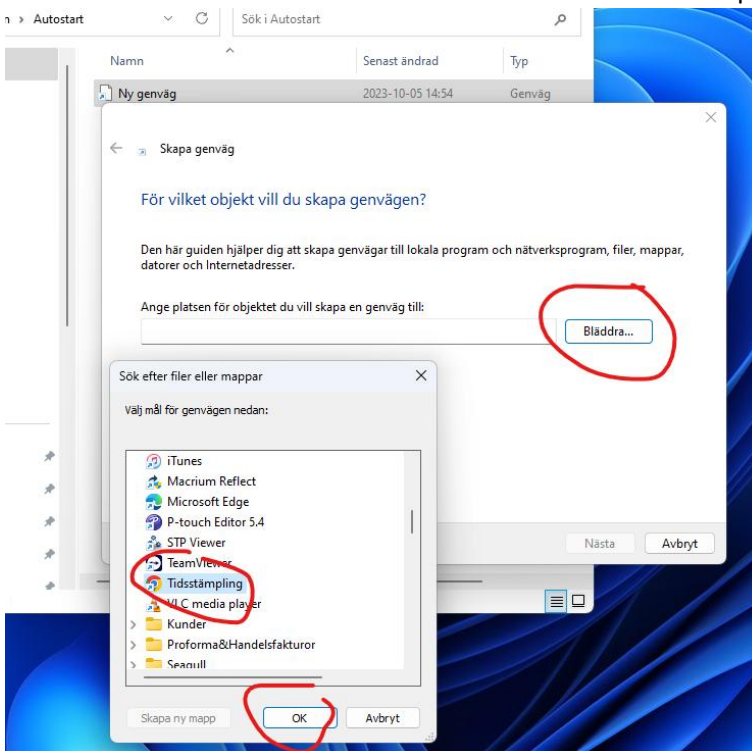 Autostart
Sök i Autostart
Namn
Senast ändrad
Typ
Ny genväg
2023-10-05 14:54
Genväg
Skapa genväg
För vilket objekt vill du skapa genvägen?
Den här guiden hjälper dig att skapa genvägar till lokala program och nätverksprogram, filer, mappar,
datorer och Internetadresser.
Ange platsen för objektet du vill skapa en genväg till:
Bläddra...
Sök efter filer eller mappar
Välj mål för genvägen nedan:
iTunes
Macrium Reflect
Microsoft Edge
P-touch Editor 5.4
STP Viewer
TeamViewer
Tidsstämpling
VLC media player
Kunder
Proforma&Handelsfakturor
Seagull
Skapa ny mapp
OK
Avbryt
Nästa
Avbryt